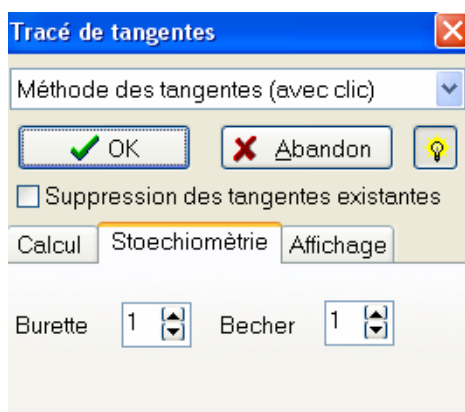 Tracé de tangentes
Méthode des tangentes (avec clic)
OK Abandon
Suppression des tangentes existantes
Calcul Stoechiomètrie Affichage
Burette 1 Becher 1